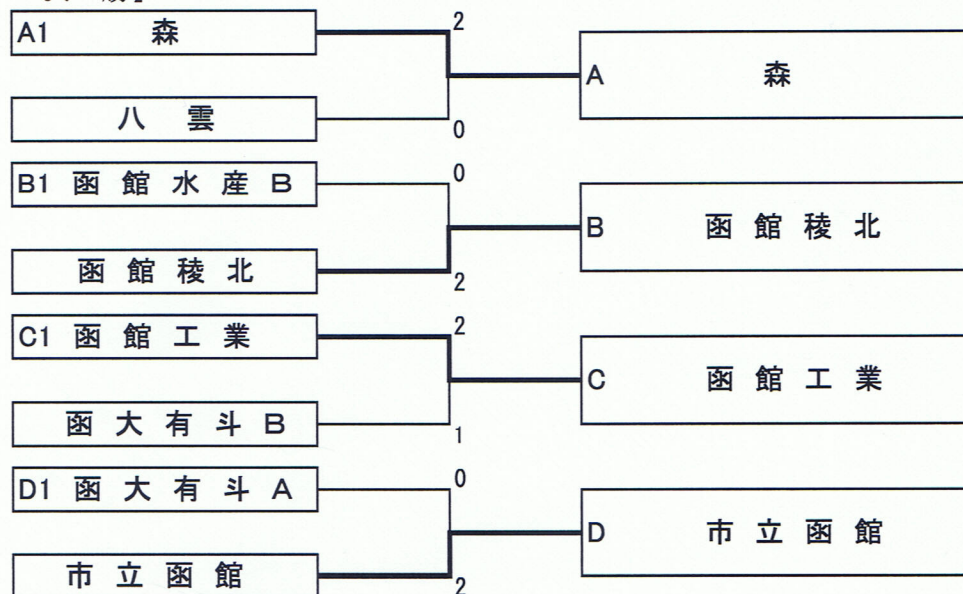 A1 森
2
A 森
八 雲
0
B1 函 館 水 産 B
0
B 函 館 稜 北
函 館 稜 北
2
C1 函 館 工 業
2
C 函 館 工 業
函 大 有 斗 B
1
D1 函 大 有 斗 A
0
D 市 立 函 館
市 立 函 館
2